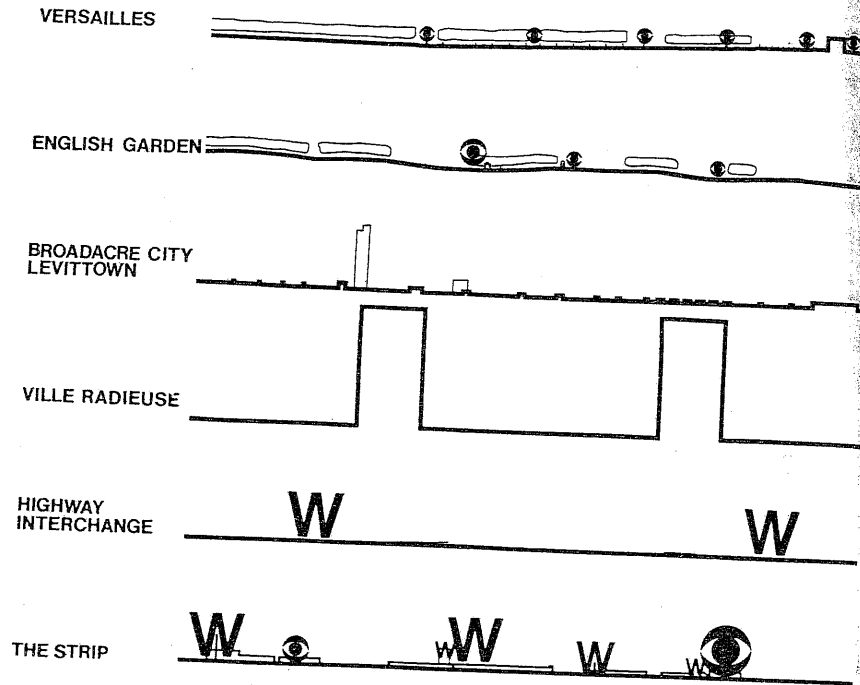 VERSAILLES
ENGLISH GARDEN
BROADACRE CITY
LEVITTOWN
VILLE RADIEUSE
HIGHWAY
INTERCHANGE
W
W
THE STRIP
W
W
W
W
W